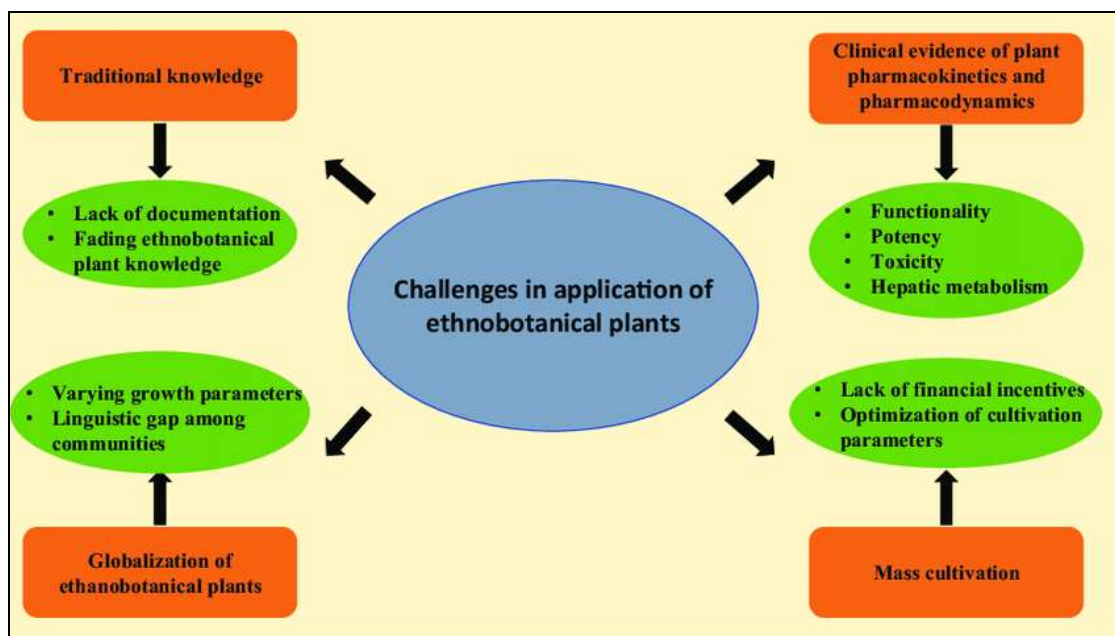 Traditional knowledge
• Lack of documentation
• Fading ethnobotanical
plant knowledge
Clinical evidence of plant
pharmacokinetics and
pharmacodynamics
• Functionality
• Potency
• Toxicity
• Hepatic metabolism
Challenges in application of
ethnobotanical plants
• Varying growth parameters
• Linguistic gap among
communities
Globalization of
ethanobotanical plants
• Lack of financial incentives
• Optimization of cultivation
parameters
Mass cultivation